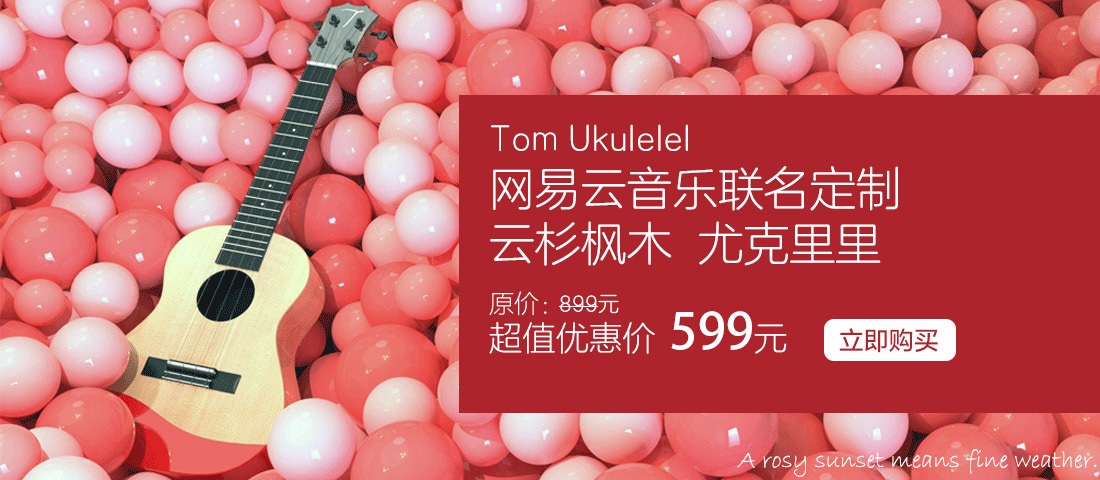 Tom Ukulelel
网易云音乐联名定制
云杉枫木 尤克里里
原价：899元
超值优惠价 599元
立即购买
A rosy sunset means fine weather.